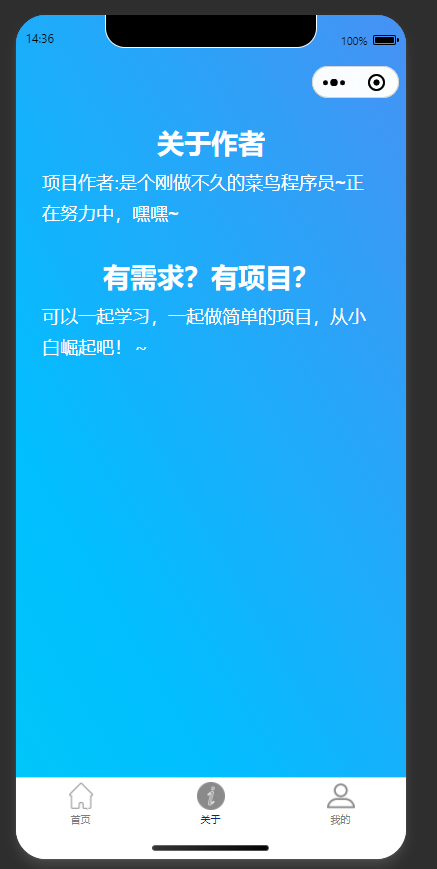 14:36
100%
关于作者
项目作者:是个刚做不久的菜鸟程序员~正
在努力中，嘿嘿~
有需求？有项目？
可以一起学习，一起做简单的项目，从小
白崛起吧！~
首页
关于
我的